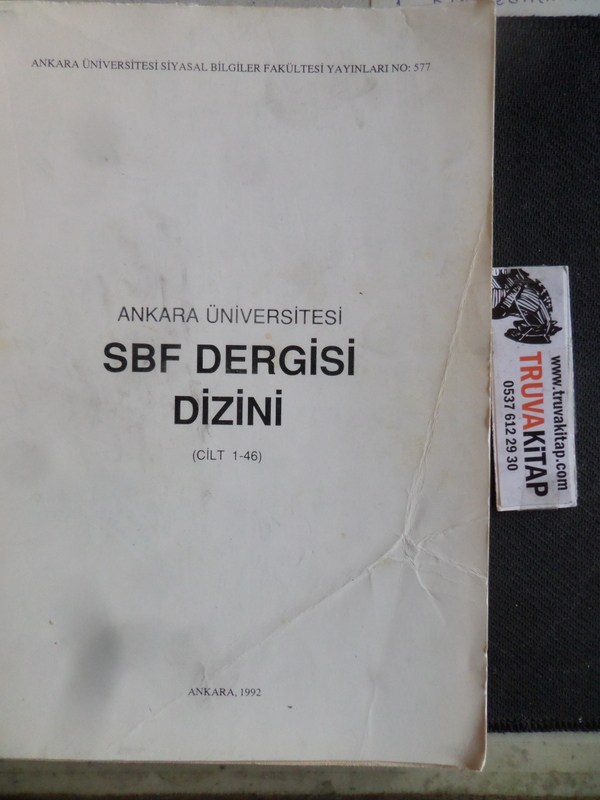 ANKARA ÜNİVERSİTESİ SİYASAL BİLGİLER FAKÜLTESİ YAYINLARI NO: 577
ANKARA ÜNİVERSİTESİ
SBF DERGİSİ
DİZİNİ
(CİLT 1-46)
ANKARA, 1992
www.truvakitap.com
TRUVAKİTAP
0537 612 29 30